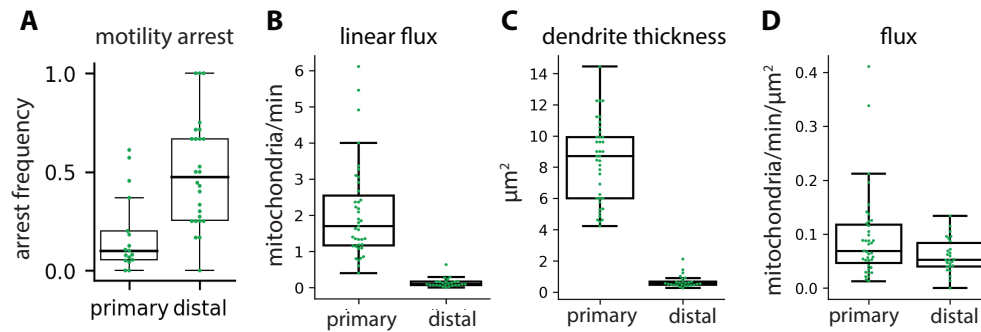 A
motility arrest
arrest frequency
1.0
0.5
0.0
primary distal
B
linear flux
mitochondria/min
6
5
4
3
2
1
0
primary distal
C
dendrite thickness
μm²
14
12
10
8
6
4
2
0
primary distal
D
flux
mitochondria/min/μm²
0.4
0.3
0.2
0.1
0.0
primary distal